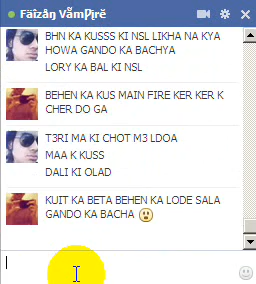 Faïzåη Vẫmƿįrë
BHN KA KUSSS KI NSL LIKHA NA KYA
HOWA GANDO KA BACHYA
LORY KA BAL KI NSL
BEHEN KA KUS MAIN FIRE KER KER K
CHER DO GA
T3RI MA KI CHOT M3 LDOA
MAA K KUSS
DALI KI OLAD
KUIT KA BETA BEHEN KA LODE SALA
GANDO KA BACHA